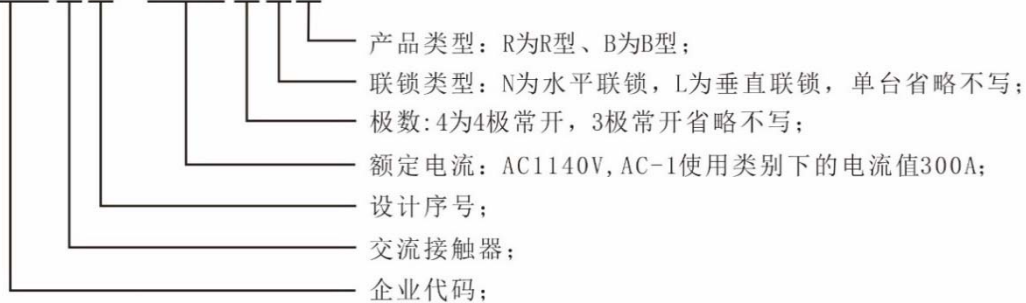 产品类型：R为R型、B为B型；
联锁类型：N为水平联锁，L为垂直联锁，单台省略不写；
极数:4为4极常开，3极常开省略不写；
额定电流：AC1140V,AC-1使用类别下的电流值300A；
设计序号；
交流接触器；
企业代码；